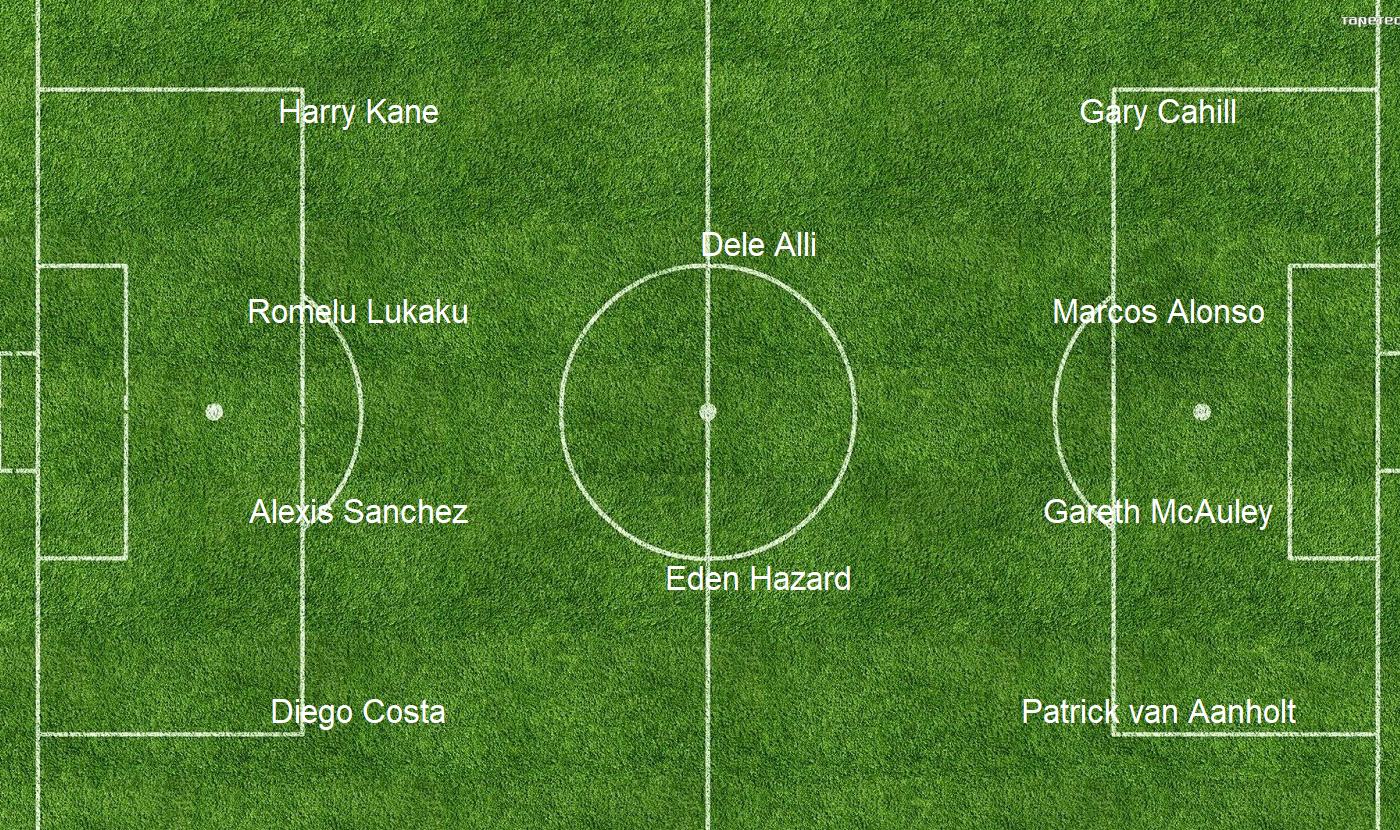 Harry Kane
Gary Cahill
Dele Alli
Romelu Lukaku
Marcos Alonso
Alexis Sanchez
Gareth McAuley
Eden Hazard
Diego Costa
Patrick van Aanholt